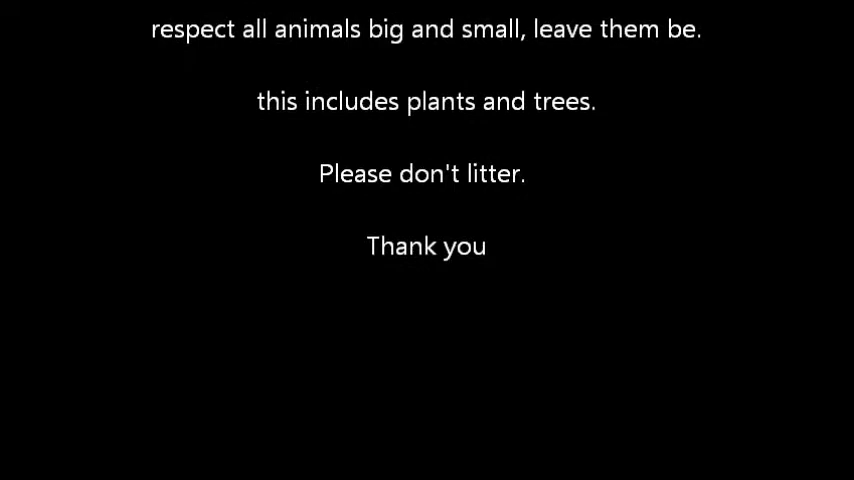 respect all animals big and small, leave them be.
this includes plants and trees.
Please don't litter.
Thank you